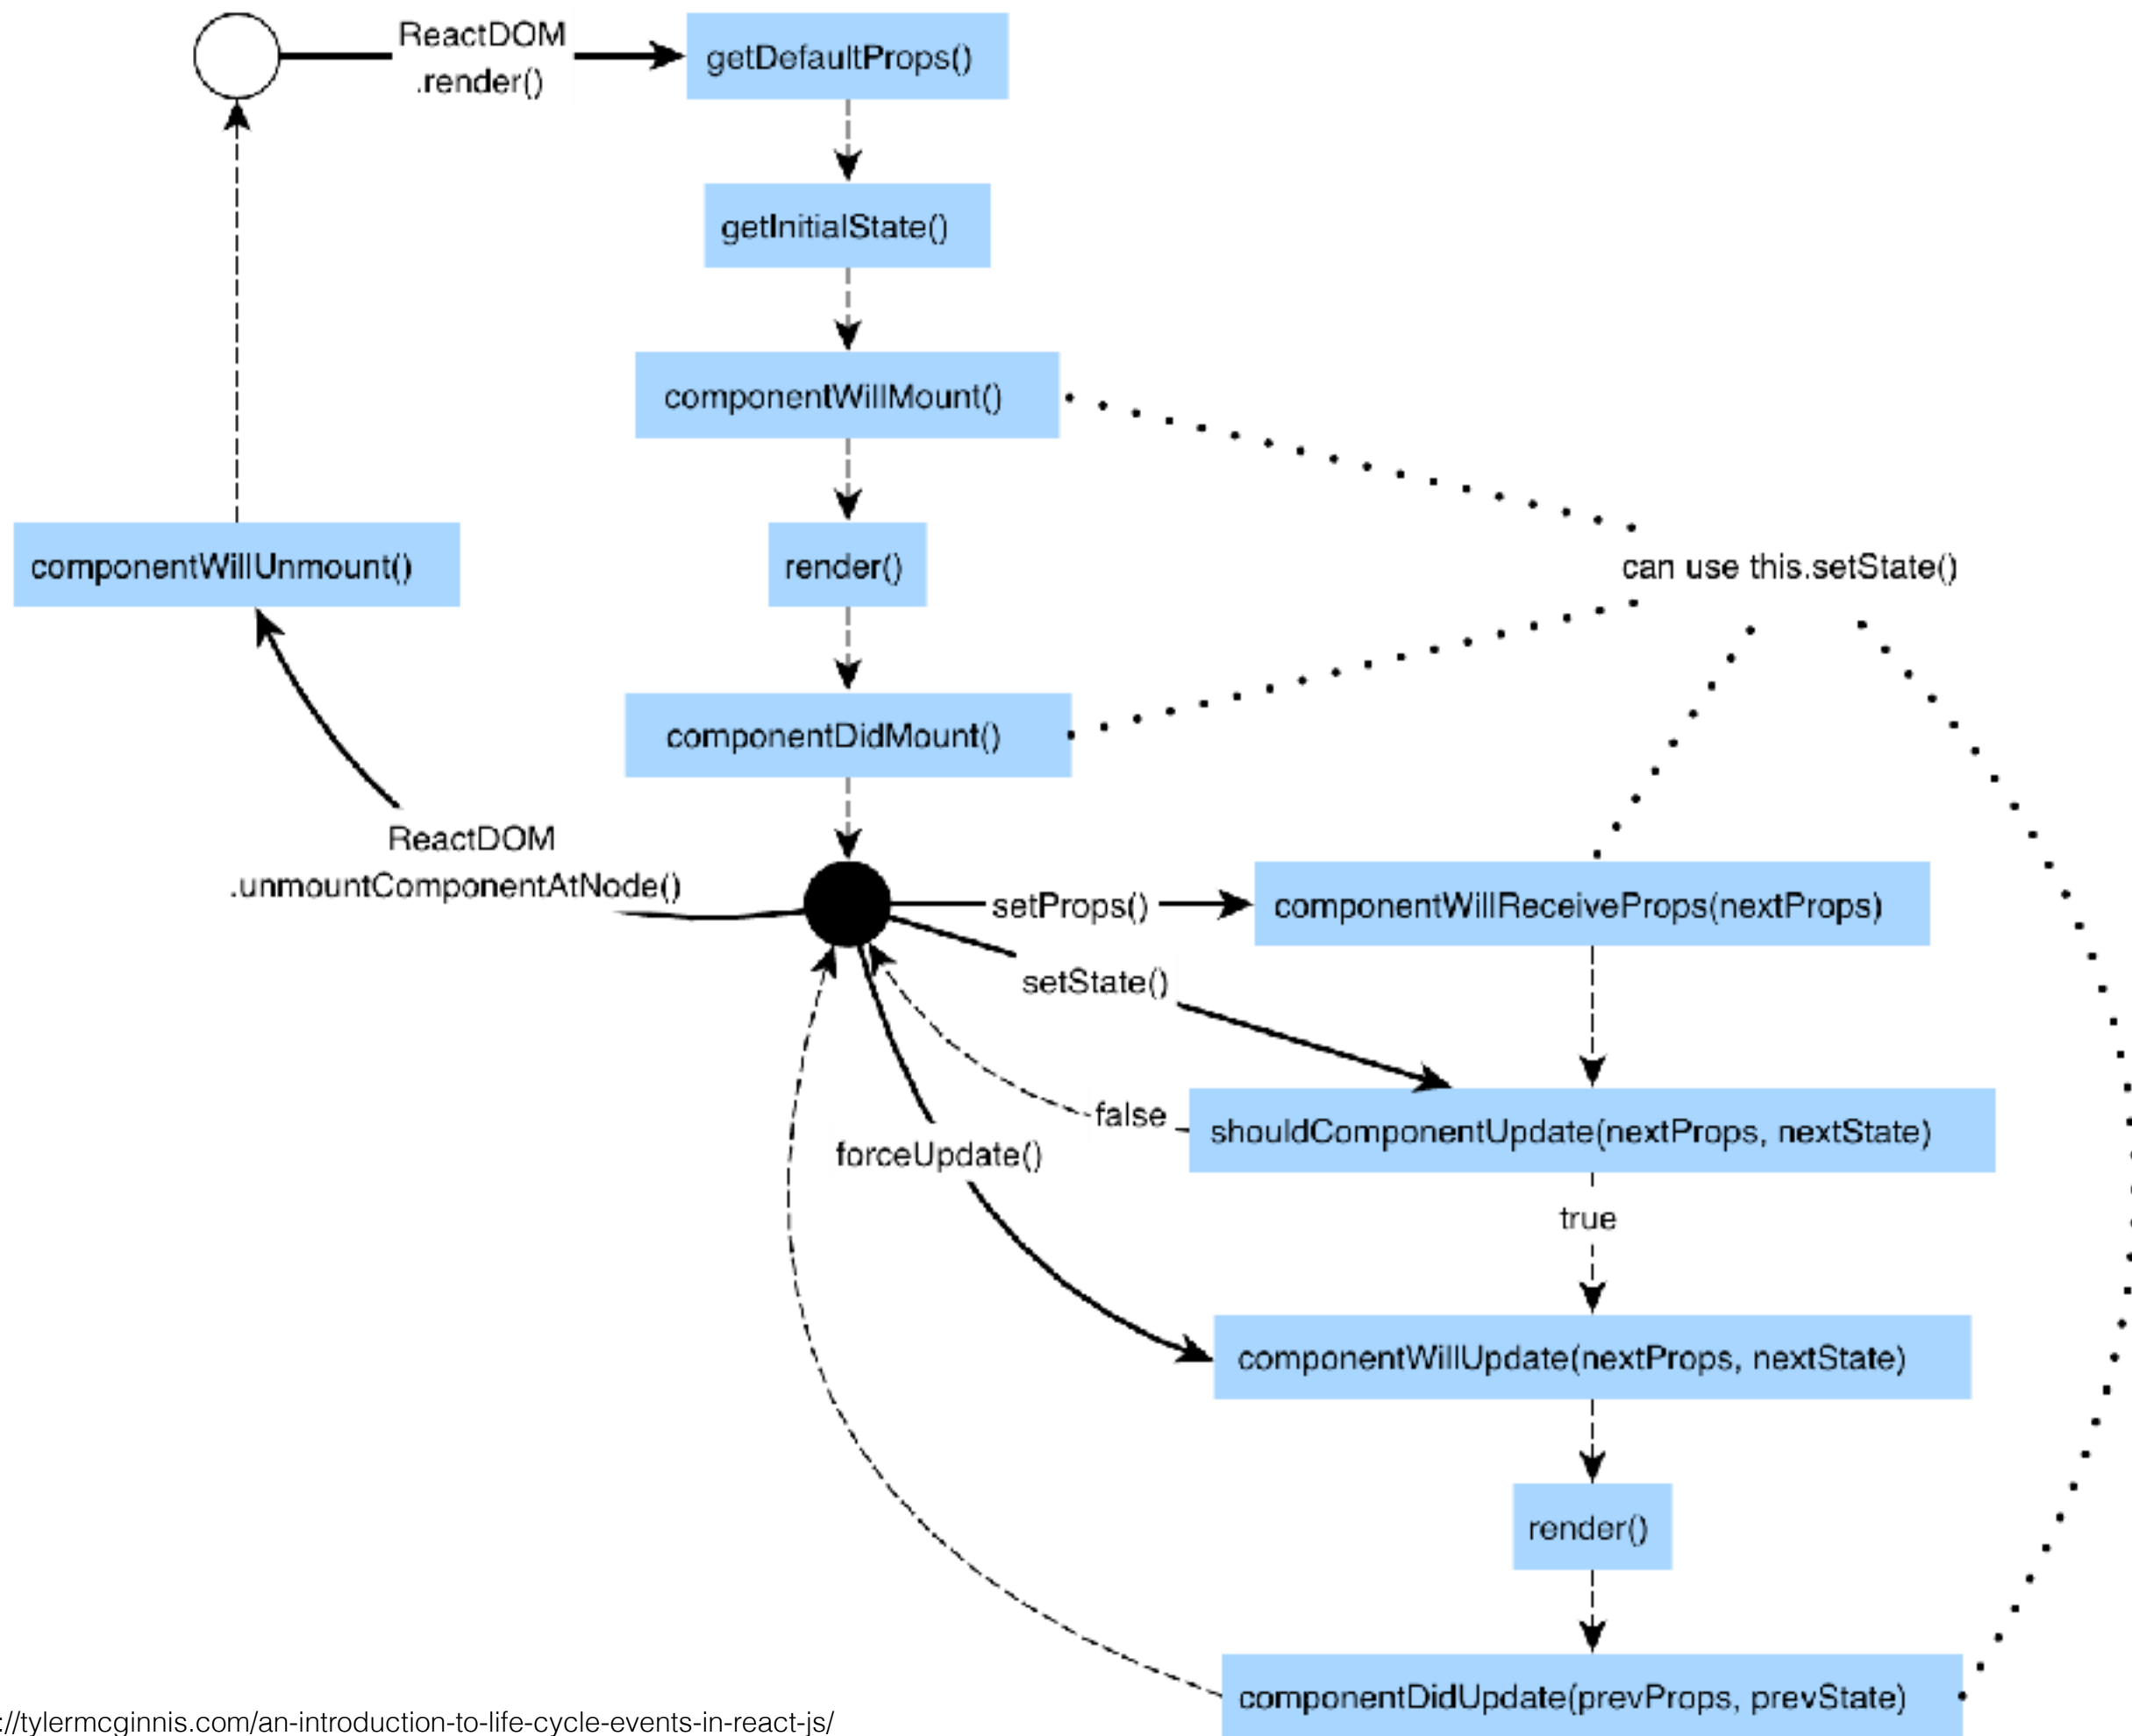 ReactDOM
.render()
getDefaultProps()
getInitialState()
componentWillMount()
render()
componentWillUnmount()
can use this.setState()
componentDidMount()
ReactDOM
.unmountComponentAtNode()
setProps()
componentWillReceiveProps(nextProps)
setState()
false
shouldComponentUpdate(nextProps, nextState)
forceUpdate()
true
componentWillUpdate(nextProps, nextState)
render()
componentDidUpdate(prevProps, prevState)
://tylermcginnis.com/an-introduction-to-life-cycle-events-in-react-js/